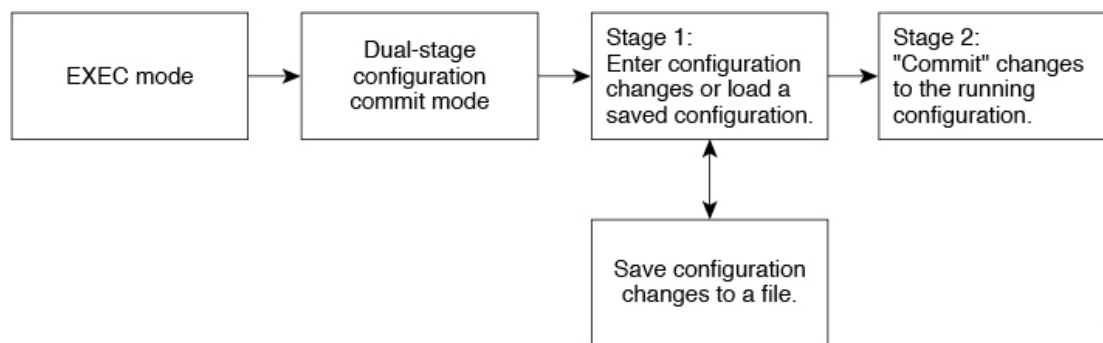 EXEC mode
Dual-stage
configuration
commit mode
Stage 1:
Enter configuration
changes or load a
saved configuration.
Stage 2:
"Commit" changes
to the running
configuration.
Save configuration
changes to a file.